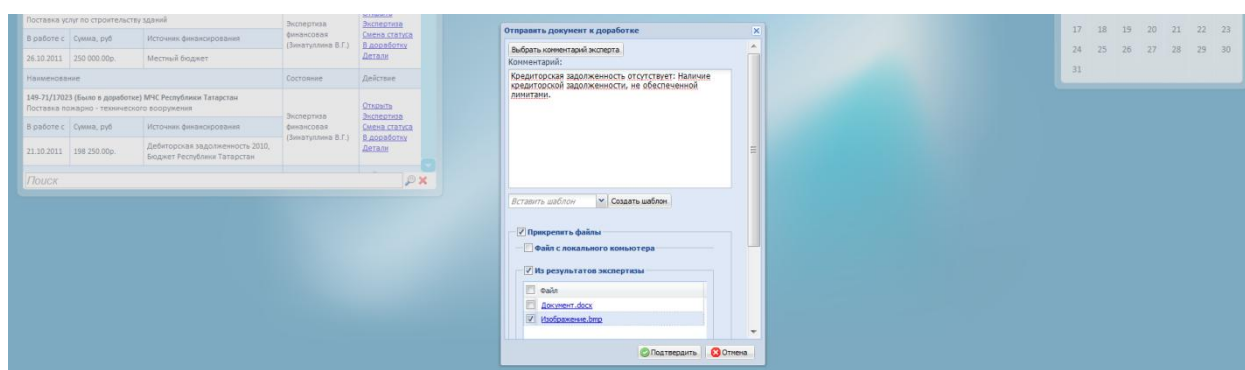 Поставка услуг по строительству зданий
В работе с Сумма, руб Источник финансирования
26.10.2011 250 000.00р. Местный бюджет
Экспертиза финансовая (Зинатуллина В.Г.)
Открыть
Экспертиза
Смена статуса
В доработку
Детали
Наименование Состояние Действие
149-71/17023 (Было в доработке) МЧС Республики Татарстан
Поставка пожарно - технического вооружения
В работе с Сумма, руб Источник финансирования
21.10.2011 198 250.00р. Дебиторская задолженность 2010,
Бюджет Республики Татарстан
Экспертиза
финансовая
(Зинатуллина В.Г.)
Открыть
Экспертиза
Смена статуса
В доработку
Детали
Поиск
Отправить документ к доработке
Выбрать комментарий эксперта
Комментарий:
Кредиторская задолженность отсутствует: Наличие
кредиторской задолженности, не обеспеченной
лимитами.
Вставить шаблон Создать шаблон
Прикрепить файлы
Файл с локального комьютера
Из результатов экспертизы
Файл
Документ.docx
Изображение.bmp
Подтвердить Отмена
17 18 19 20 21 22 23
24 25 26 27 28 29 30
31